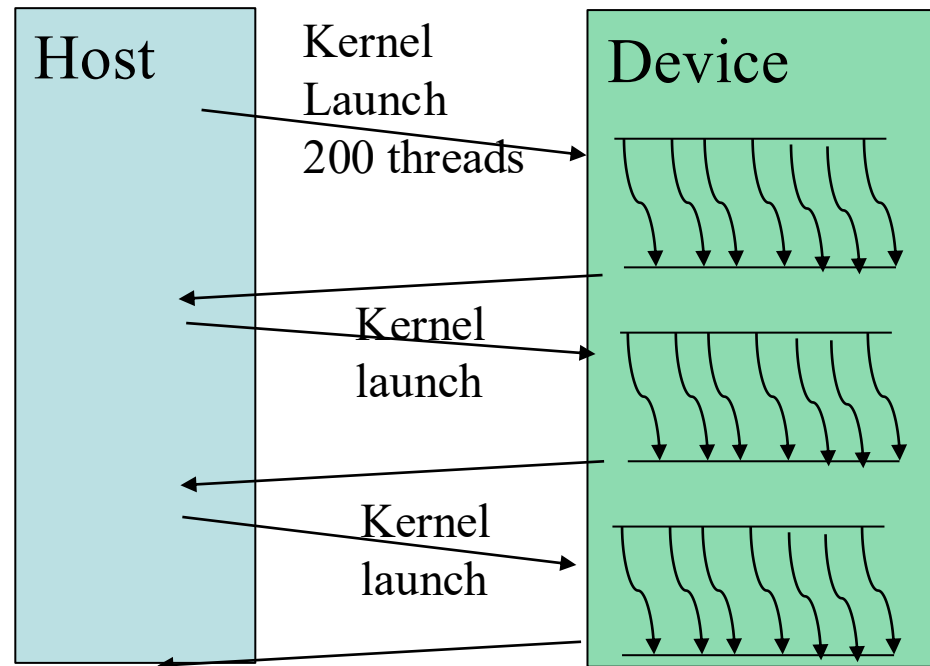 Host
Kernel
Launch
200 threads
Device
Kernel
launch
Kernel
launch